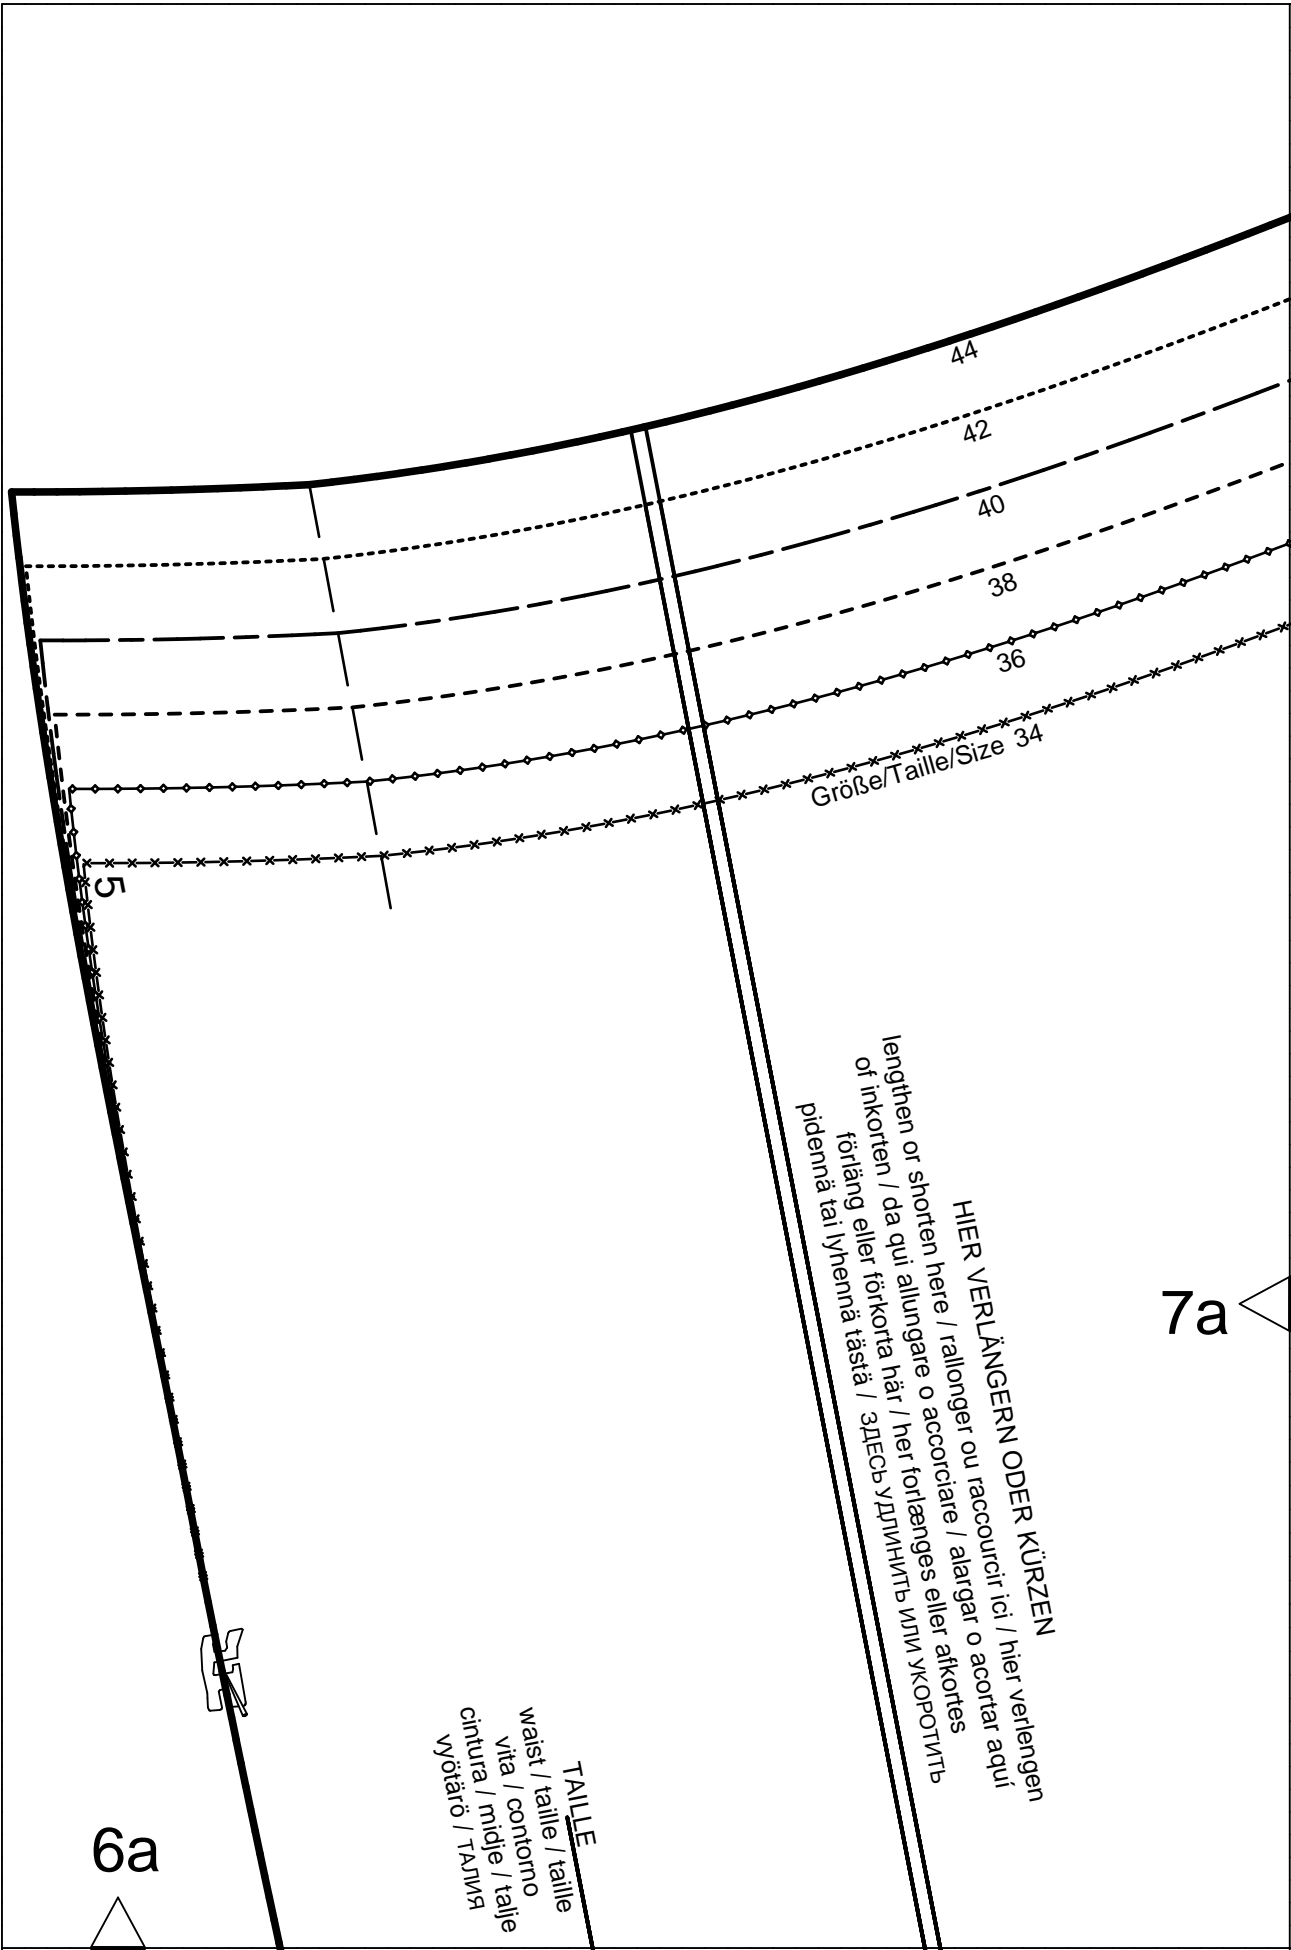 44
42
40
38
36
Größe/Taille/Size 34
5
HIER VERLÄNGERN ODER KÜRZEN
lengthen or shorten here / rallonger ou raccourcir ici / hier verlengen
of inkorten / da qui allungare o accorciare / alargar o acortar aquí
förläng eller förkorta här / her forlænges eller afkortes
pidennä tai lyhennä tästä / ЗДЕСЬ УДЛИНИТЬ ИЛИ УКОРОТИТЬ
7a
TAILLE
waist / taille / taille
vita / contorno
cintura / midje / talje
vyötärö / ТАЛИЯ
6a